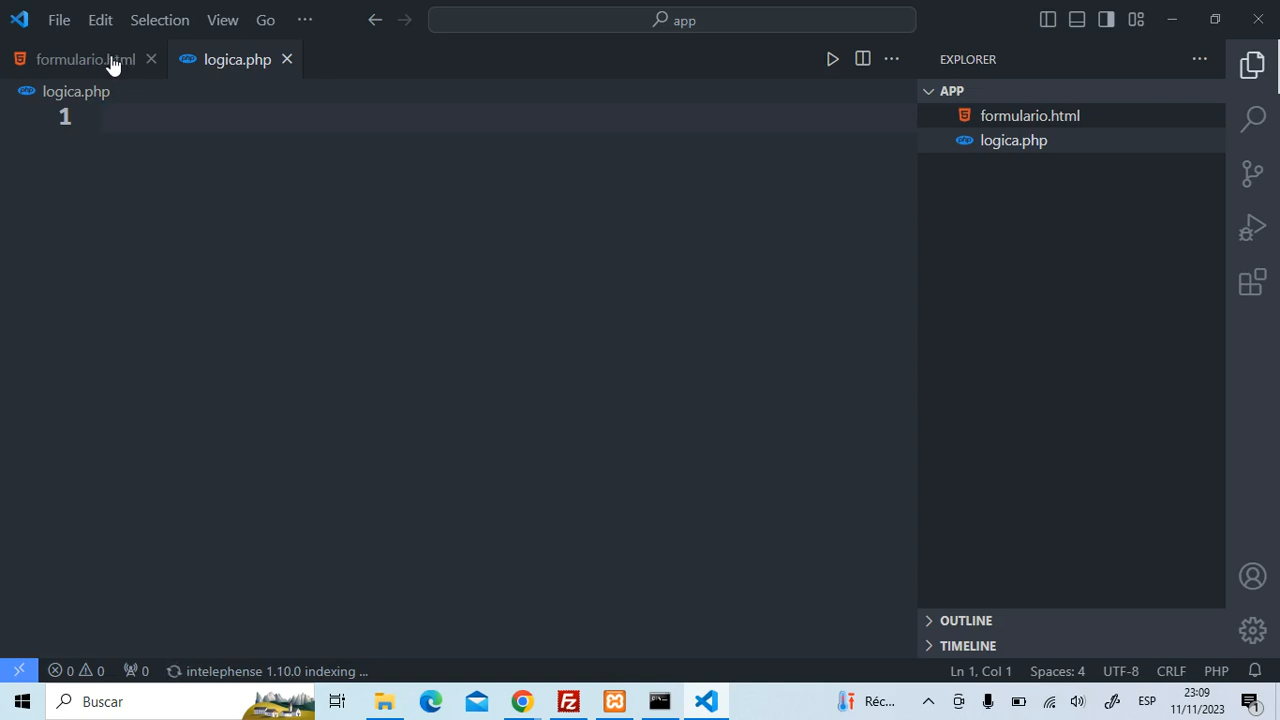 File Edit Selection View Go ··· app
formulario.html logica.php
logica.php
1
EXPLORER
APP
formulario.html
logica.php
OUTLINE
TIMELINE
0 0 0 intelephense 1.10.0 indexing ... Ln 1, Col 1 Spaces: 4 UTF-8 CRLF PHP
Buscar Réc... ESP 23:09
11/11/2023 1